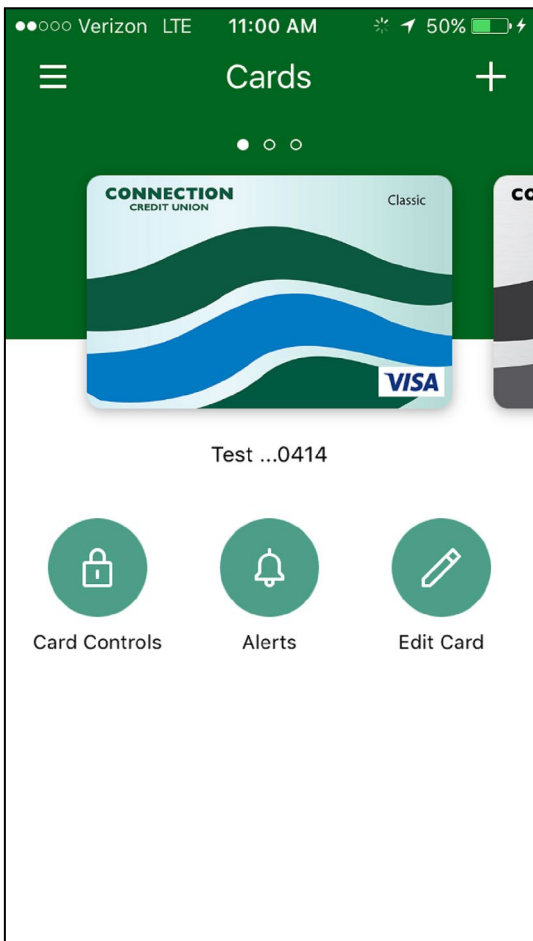 Verizon LTE 11:00 AM 50%
Cards
CONNECTION
CREDIT UNION
Classic
CO
VISA
Test ...0414
Card Controls
Alerts
Edit Card